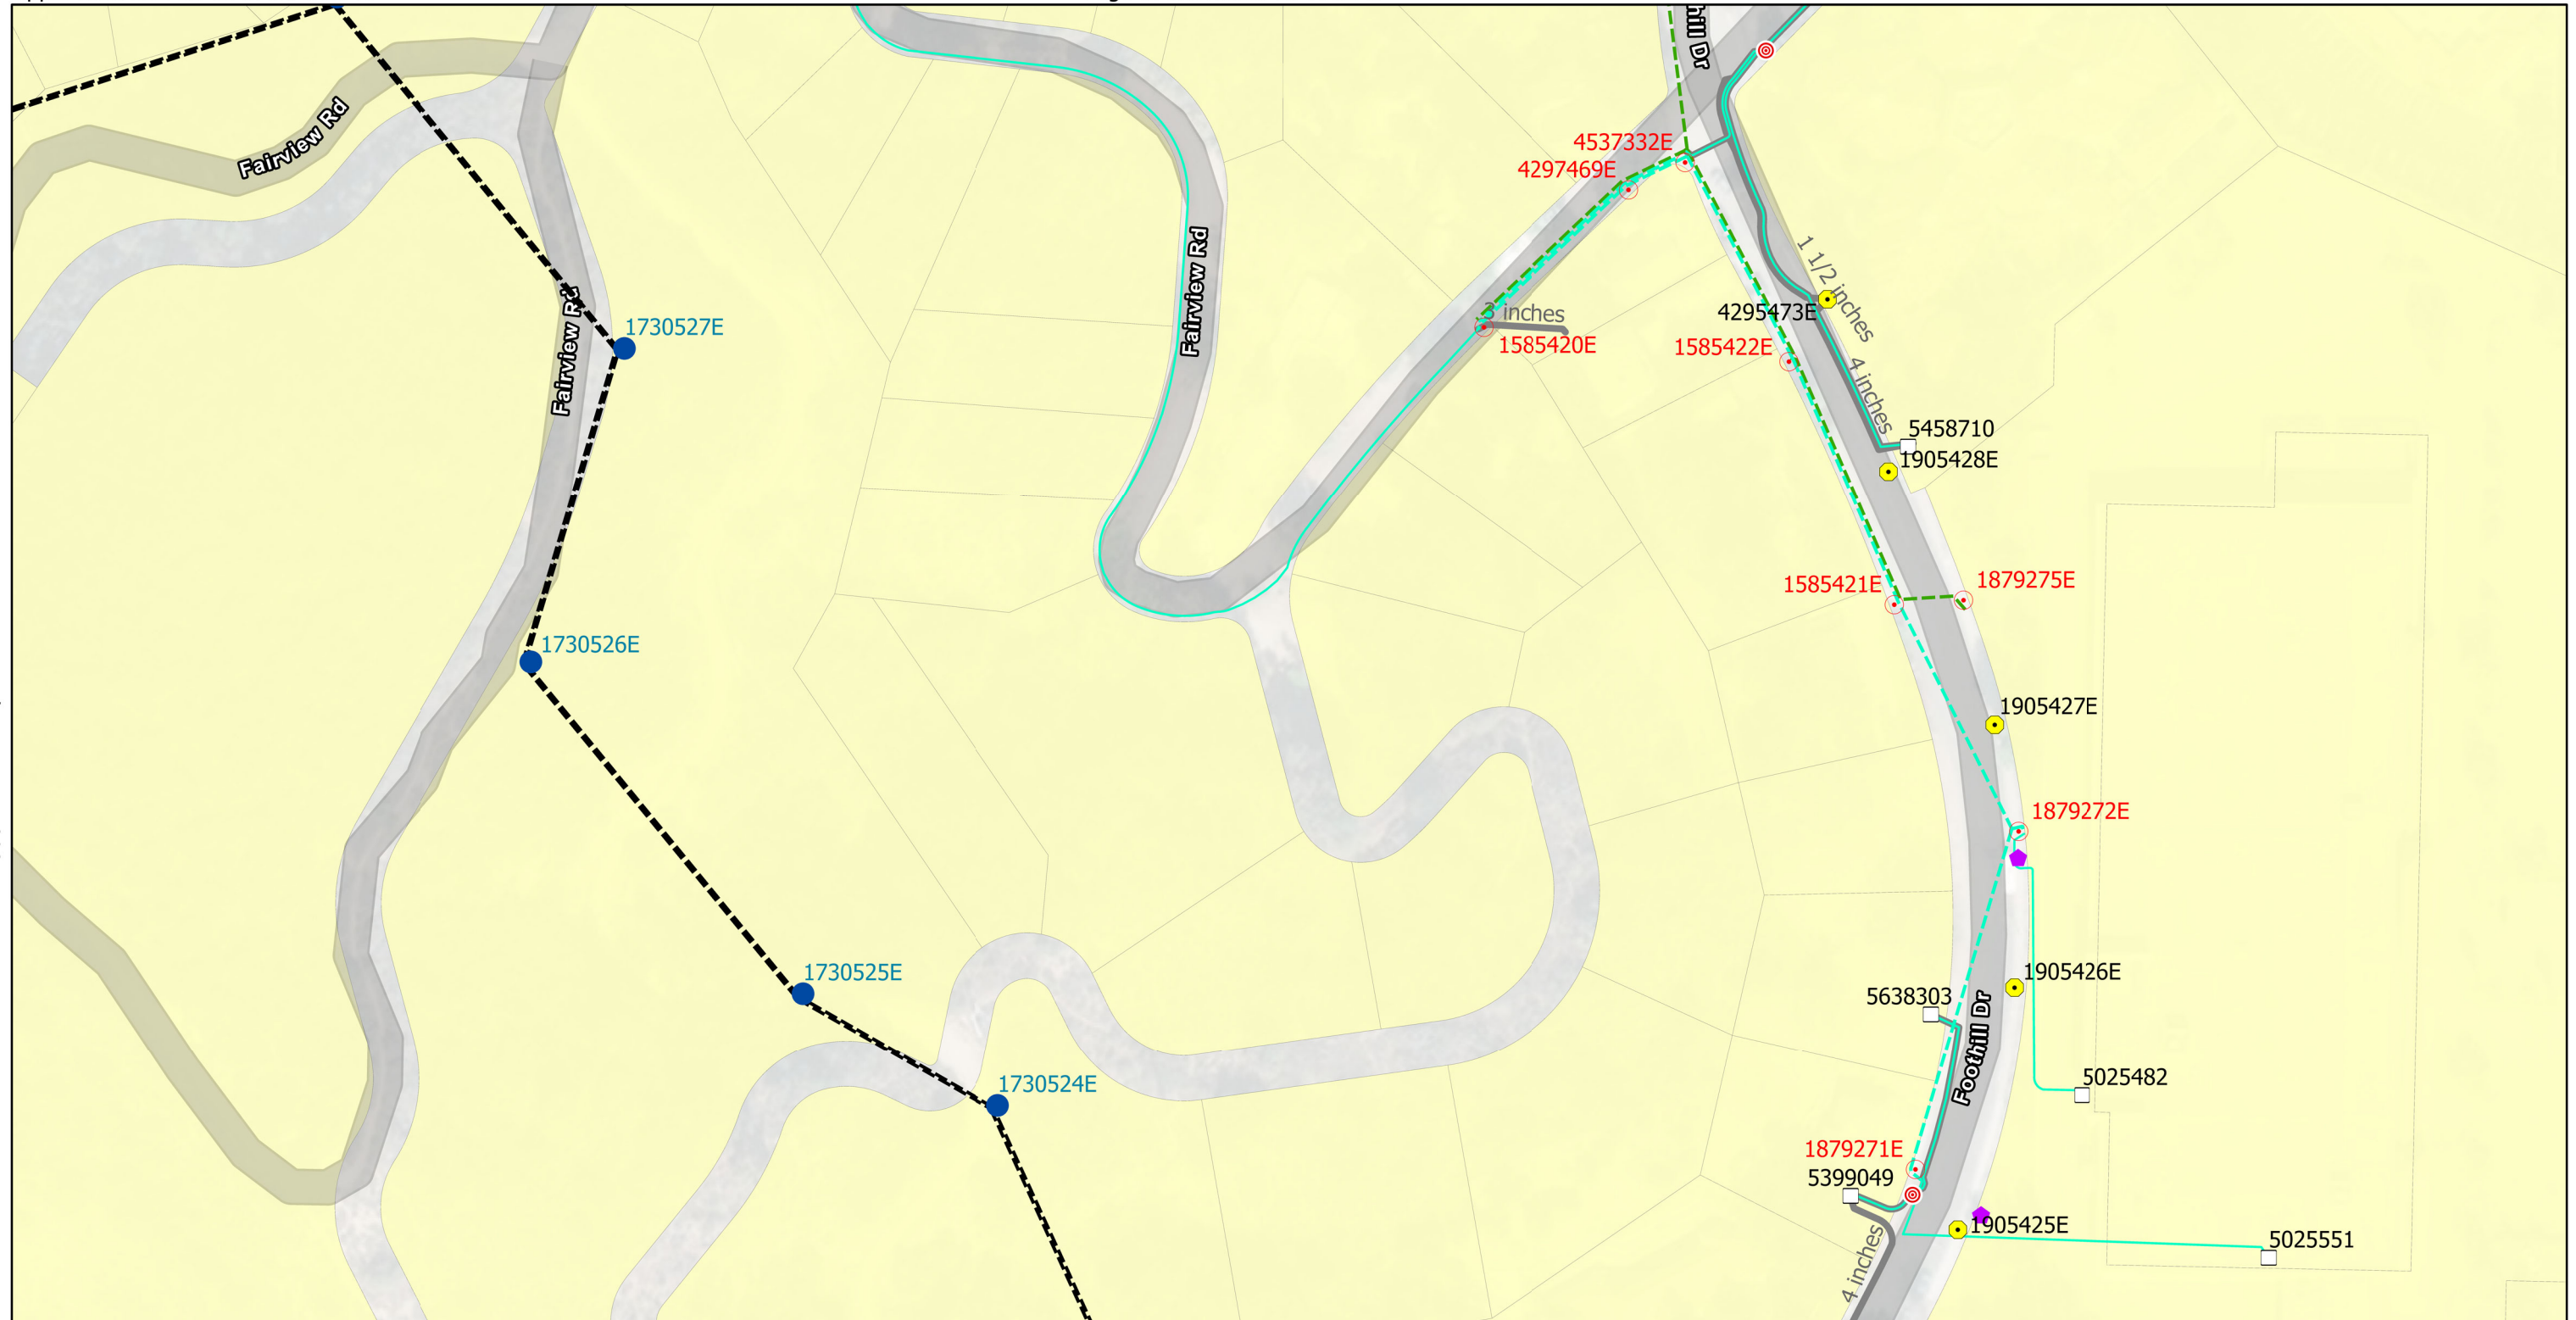 hill Dr
Fairview Rd
4537332E
4297469E
Fairview Rd
1 1/2 inches
3 inches
4295473E
1730527E
Fairview Rd
1585420E
1585422E
4 inches
5458710
1905428E
1585421E
1879275E
1730526E
1905427E
1879272E
1730525E
1905426E
5638303
Foothill Dr
1730524E
5025482
1879271E
5399049
1905425E
5025551
4 inches